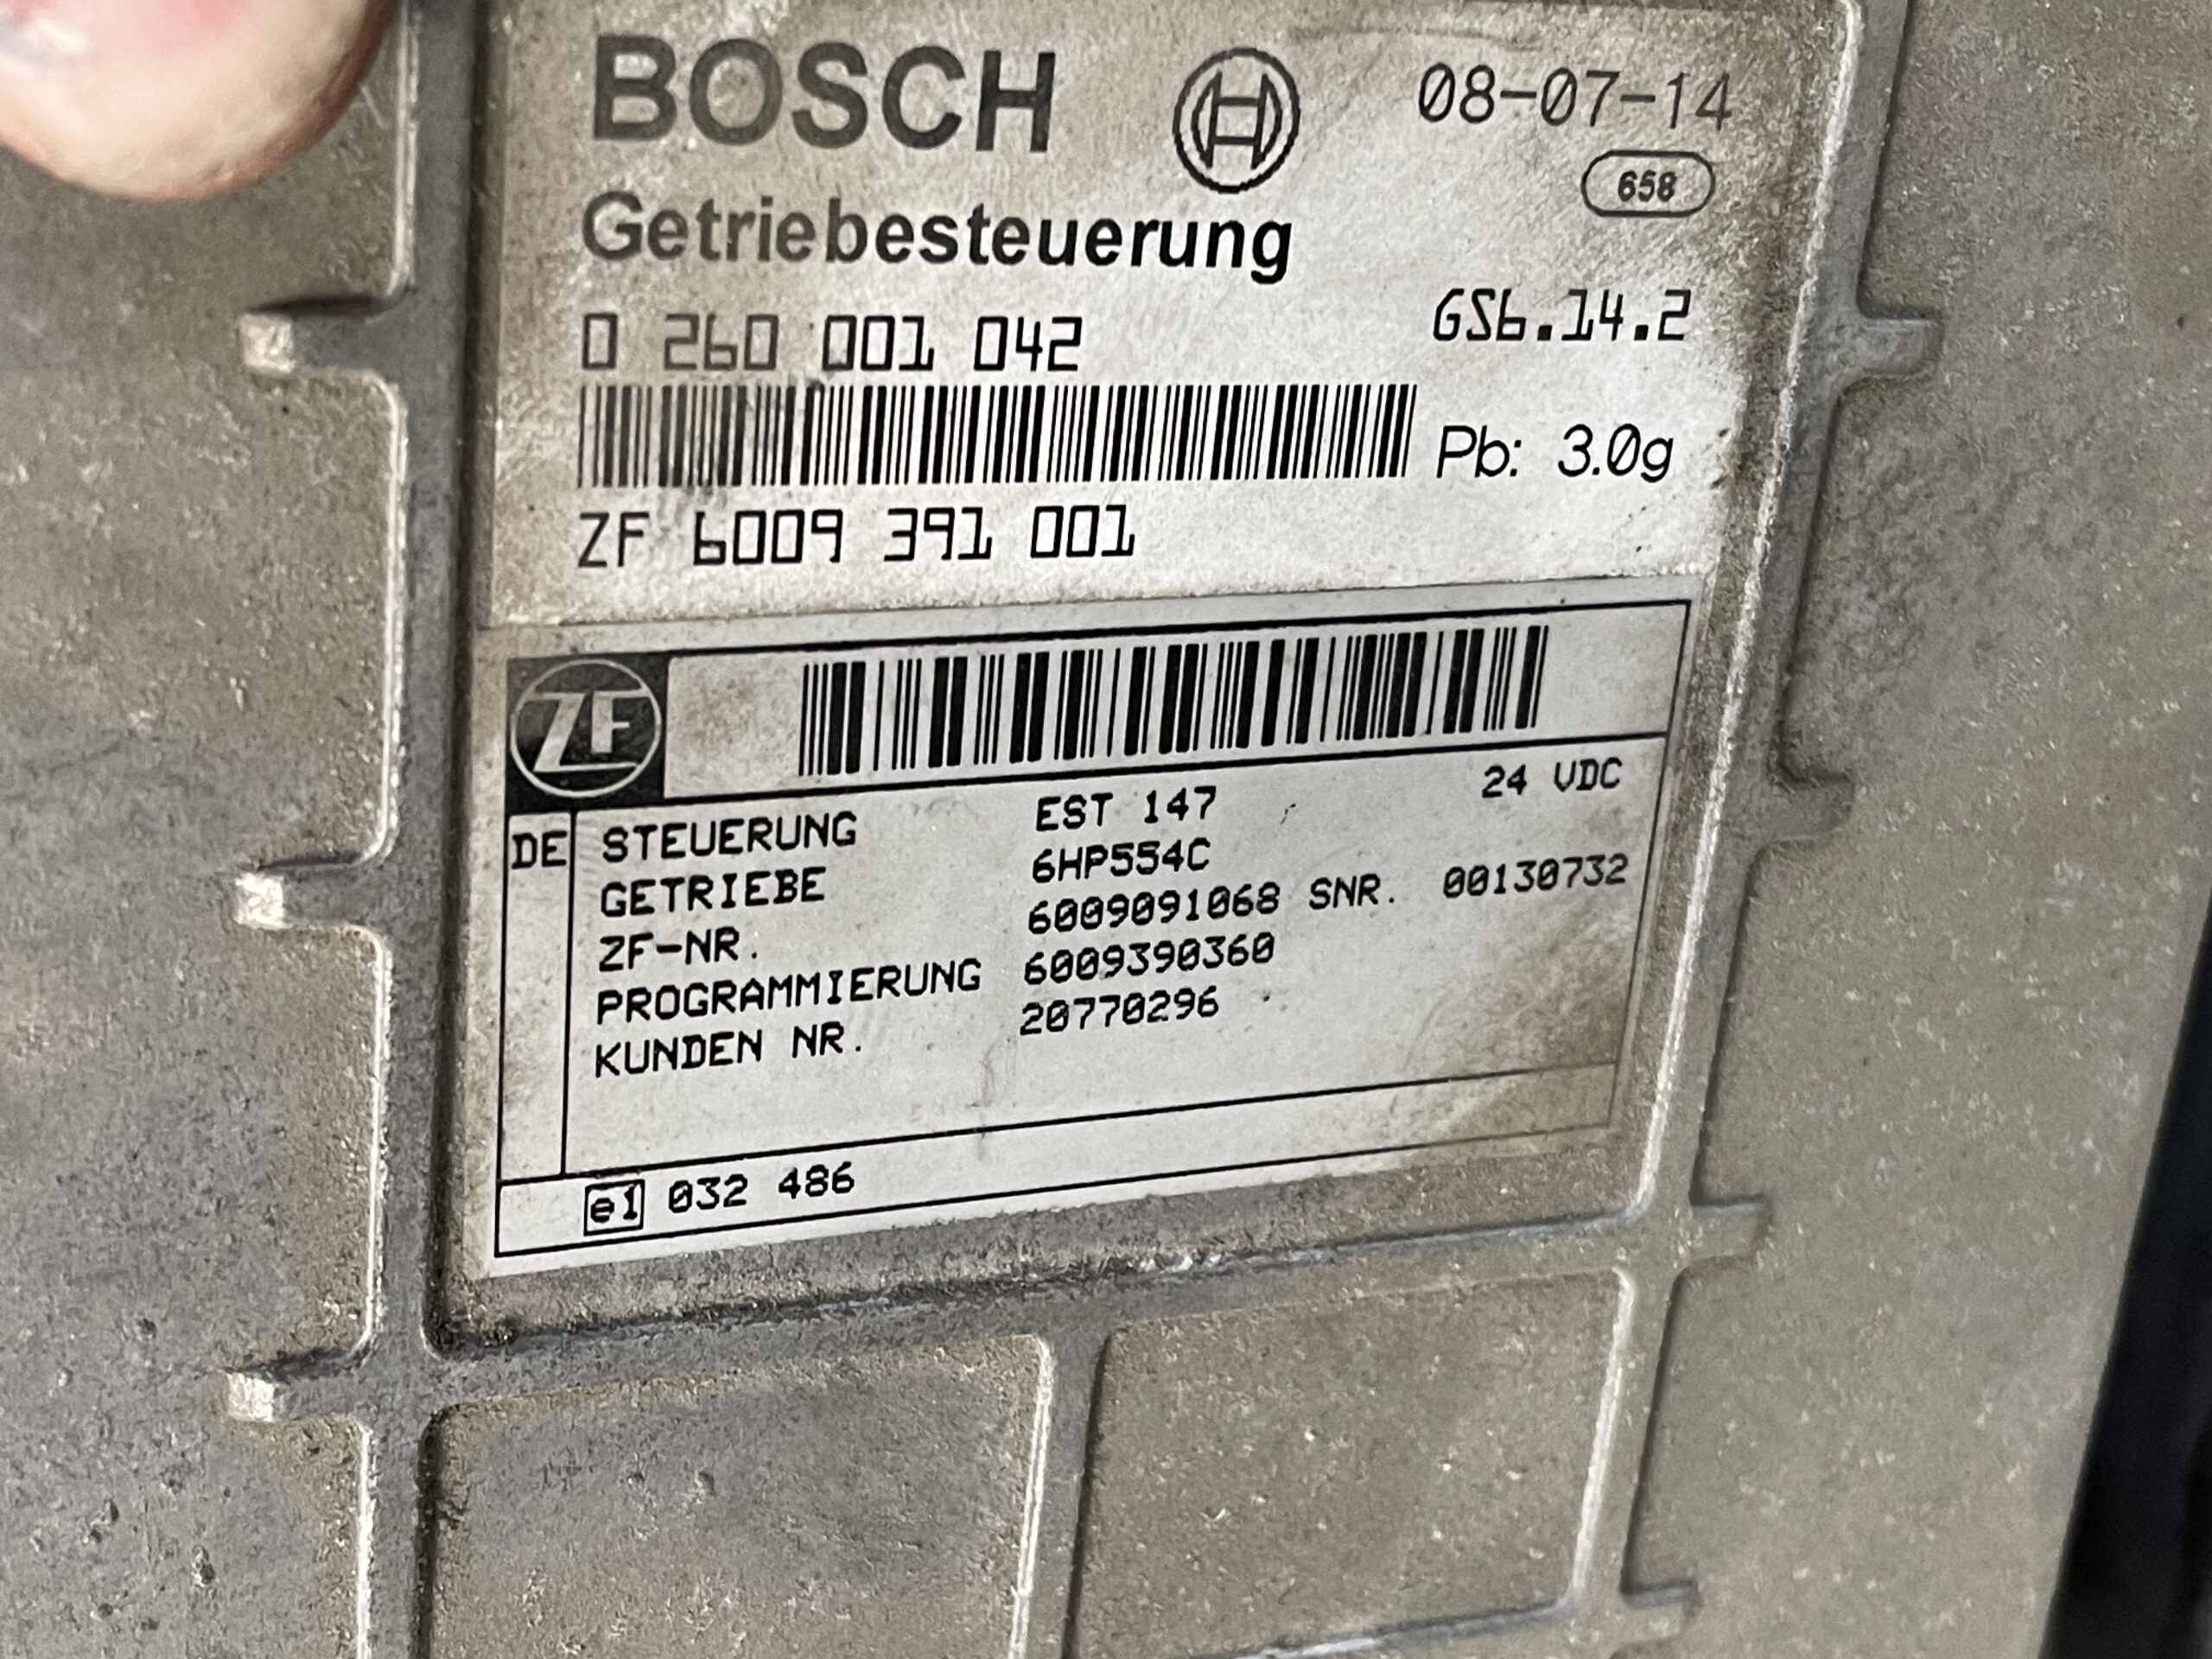 BOSCH 08-07-14
658
Getriebesteuerung
0 260 001 042 GS6.14.2
Pb: 3.0g
ZF 6009 391 001
ZF
DE STEUERUNG EST 147 24 VDC
GETRIEBE 6HP554C
ZF-NR. 6009091068 SNR. 00130732
PROGRAMMIERUNG 6009390360
KUNDEN NR. 20770296
e1 032 486